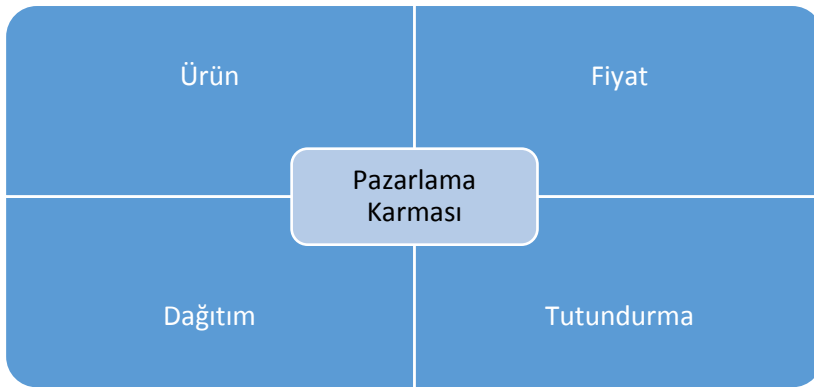 Ürün
Fiyat
Pazarlama
Karması
Dağıtım
Tutundurma